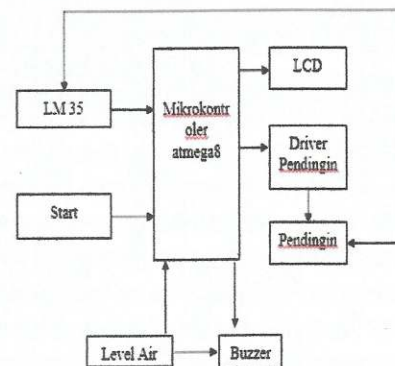 LCD
LM 35
Mikrokontr
oler
atmega8
Driver
Pendingin
Start
Pendingin
Level Air
Buzzer